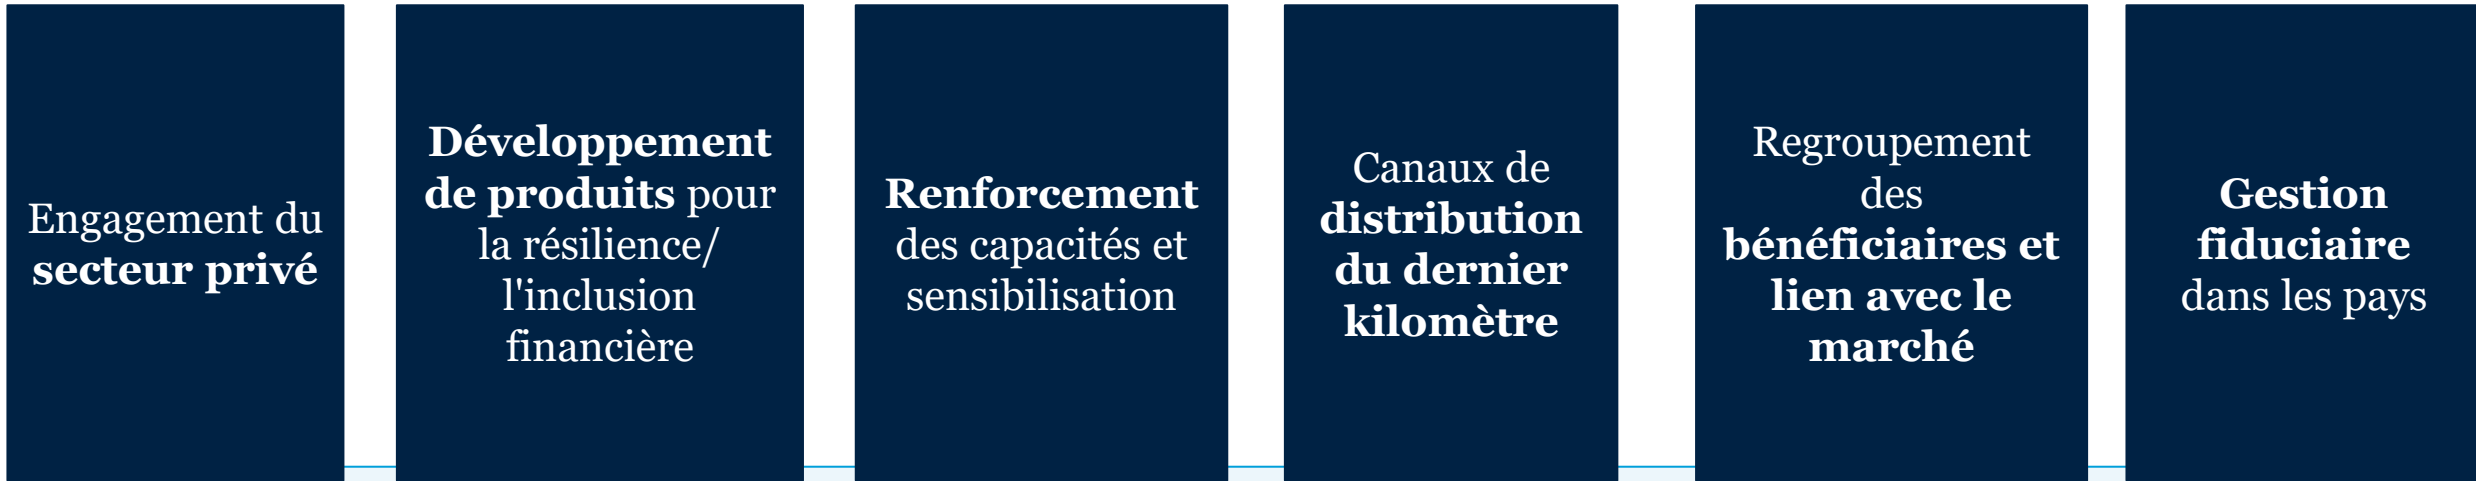 Engagement du
secteur privé
Développement
de produits pour
la résilience/
l'inclusion
financière
Renforcement
des capacités et
sensibilisation
Canaux de
distribution
du dernier
kilomètre
Regroupement
des
bénéficiaires et
lien avec le
marché
Gestion
fiduciaire
dans les pays